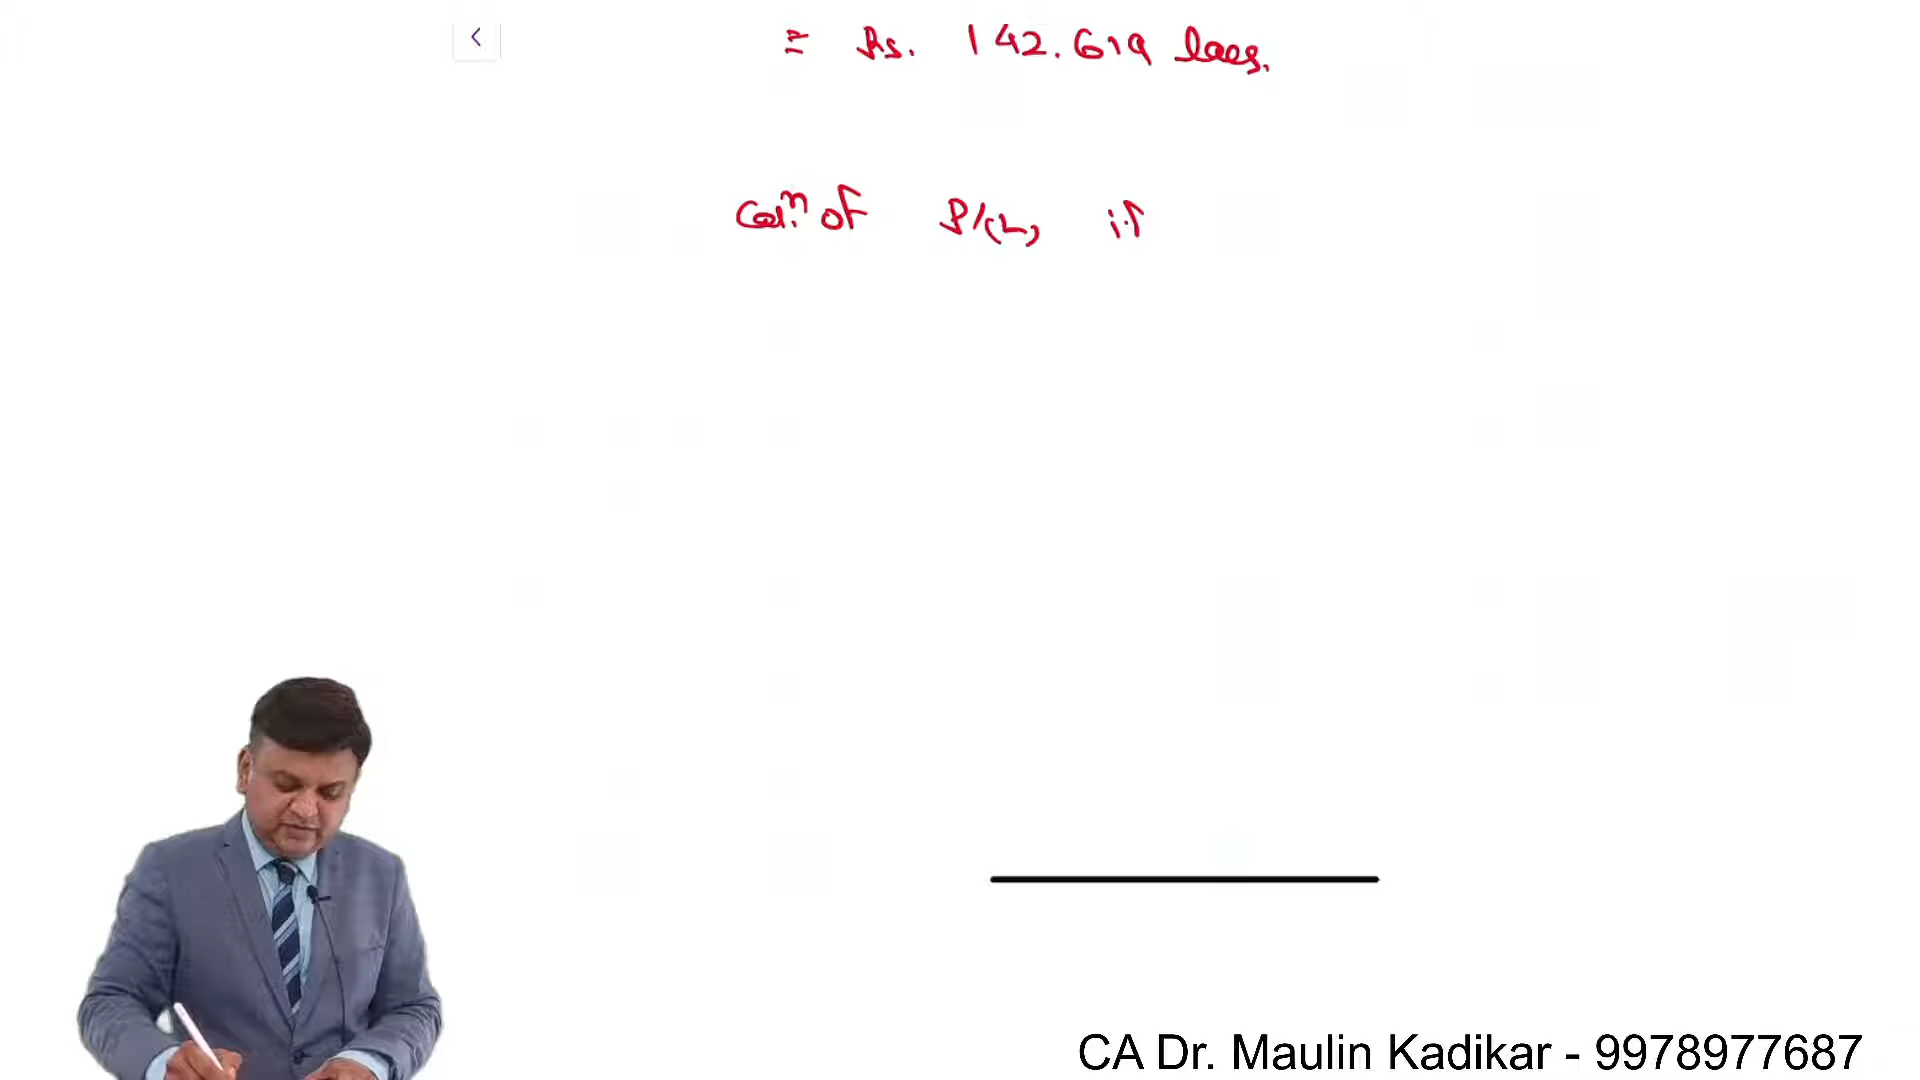 = Rs. 142.619 lacs.
Calⁿ. of P/(L) if
CA Dr. Maulin Kadikar - 9978977687